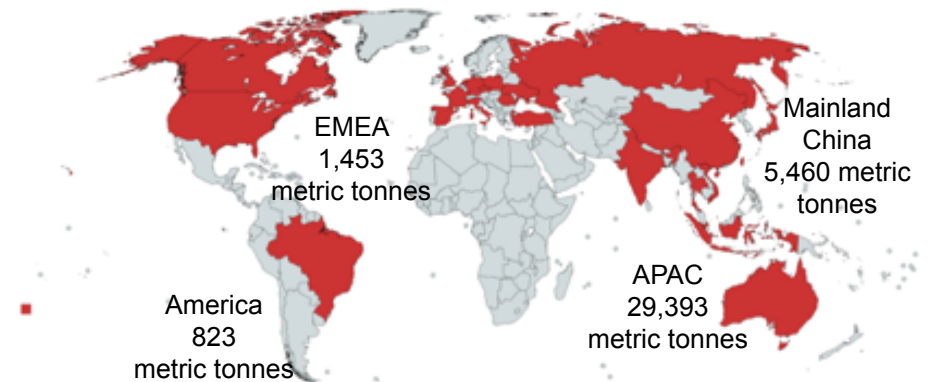 EMEA
1,453
metric tonnes
Mainland
China
5,460 metric
tonnes
America
823
metric tonnes
APAC
29,393
metric tonnes